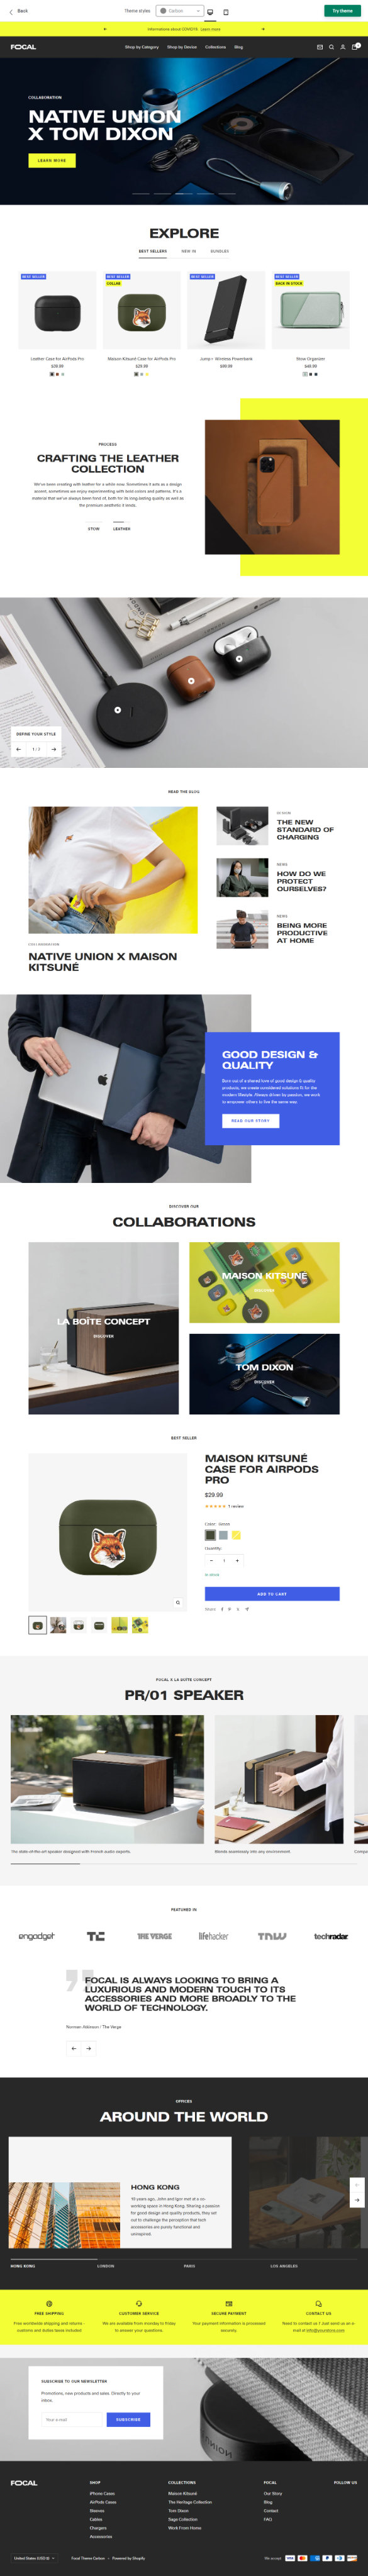 Back
Theme styles
Carbon
Try theme
Informations about COVID19 Learn more
FOCAL
Shop by Category
Shop by Device
Collections
Blog
COLLABORATION
NATIVE UNION
X TOM DIXON
LEARN MORE
EXPLORE
BEST SELLERS
NEW IN
BUNDLES
BEST SELLER
BEST SELLER
COLLAB
BEST SELLER
BEST SELLER
BACK IN STOCK
Leather Case for AirPods Pro
Maison Kitsuné Case for AirPods Pro
Jump+ Wireless Powerbank
Stow Organizer
$39.99
$29.99
$99.99
$49.99
PROCESS
CRAFTING THE LEATHER
COLLECTION
We've been creating with leather for a while now. Sometimes it acts as a design
accent, sometimes we enjoy experimenting with bold colors and patterns. It's a
material that we've always been fond of, both for its long-lasting quality as well as
the premium aesthetic it lends.
STOW
LEATHER
DEFINE YOUR STYLE
1 / 2
READ THE BLOG
COLLABORATION
NATIVE UNION X MAISON
KITSUNÉ
DESIGN
THE NEW
STANDARD OF
CHARGING
NEWS
HOW DO WE
PROTECT
OURSELVES?
NEWS
BEING MORE
PRODUCTIVE
AT HOME
GOOD DESIGN &
QUALITY
Born out of a shared love of design & quality
products, we create considered solutions fit for the
modern lifestyle. Always driven by passion, we work
to empower others to live the same way.
READ OUR STORY
DISCOVER OUR
COLLABORATIONS
LA BOÎTE CONCEPT
DISCOVER
MAISON KITSUNÉ
DISCOVER
TOM DIXON
DISCOVER
BEST SELLER
MAISON KITSUNÉ
CASE FOR AIRPODS
PRO
$29.99
1 review
Color: Green
Quantity:
1
In stock
ADD TO CART
Share
FOCAL X LA BOITE CONCEPT
PR/01 SPEAKER
The state-of-the-art speaker designed with French audio experts.
Blends seamlessly into any environment.
FEATURED IN
engadget
TC
THE VERGE
lifehacker
TNW
techradar
FOCAL IS ALWAYS LOOKING TO BRING A
LUXURIOUS AND MODERN TOUCH TO ITS
ACCESSORIES AND MORE BROADLY TO THE
WORLD OF TECHNOLOGY.
Norman Atkinson / The Verge
OFFICES
AROUND THE WORLD
HONG KONG
10 years ago, John and Igor met at a co-
working space in Hong Kong. Sharing a passion
for good design and quality products, they set
out to challenge the perception that tech
accessories are purely functional and
uninspired.
HONG KONG
LONDON
PARIS
LOS ANGELES
FREE SHIPPING
Free worldwide shipping and returns -
customs and duties taxes included
CUSTOMER SERVICE
We are available from monday to friday
to answer your questions.
SECURE PAYMENT
Your payment information is processed
securely.
CONTACT US
Need to contact us ? Just send us an e-
mail at info@yourstore.com
SUBSCRIBE TO OUR NEWSLETTER
Promotions, new products and sales. Directly to your
inbox.
Your e-mail
SUBSCRIBE
NOINU
FOCAL
SHOP
iPhone Cases
AirPods Cases
Sleeves
Cables
Chargers
Accessories
COLLECTIONS
Maison Kitsuné
The Heritage Collection
Tom Dixon
Sage Collection
Work From Home
FOCAL
Our Story
Blog
Contact
FAQ
FOLLOW US
United States (USD $)
Focal Theme Carbon - Powered by Shopify
We accept